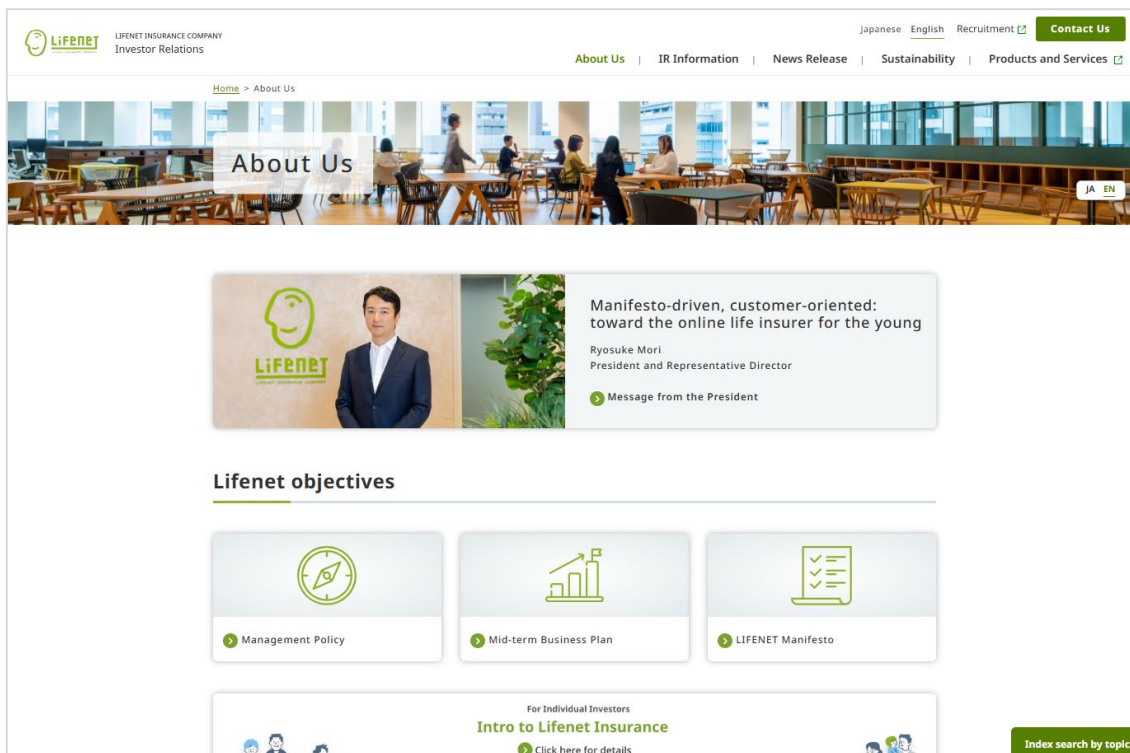 LIFENET
LIFENET INSURANCE COMPANY
Investor Relations
Japanese English Recruitment
Contact Us
About Us | IR Information | News Release | Sustainability | Products and Services
Home > About Us
About Us
JA EN
LIFENET
LIFENET INSURANCE COMPANY
Manifesto-driven, customer-oriented:
toward the online life insurer for the young
Ryosuke Mori
President and Representative Director
Message from the President
Lifenet objectives
Management Policy
Mid-term Business Plan
LIFENET Manifesto
For Individual Investors
Intro to Lifenet Insurance
Click here for details
Index search by topic